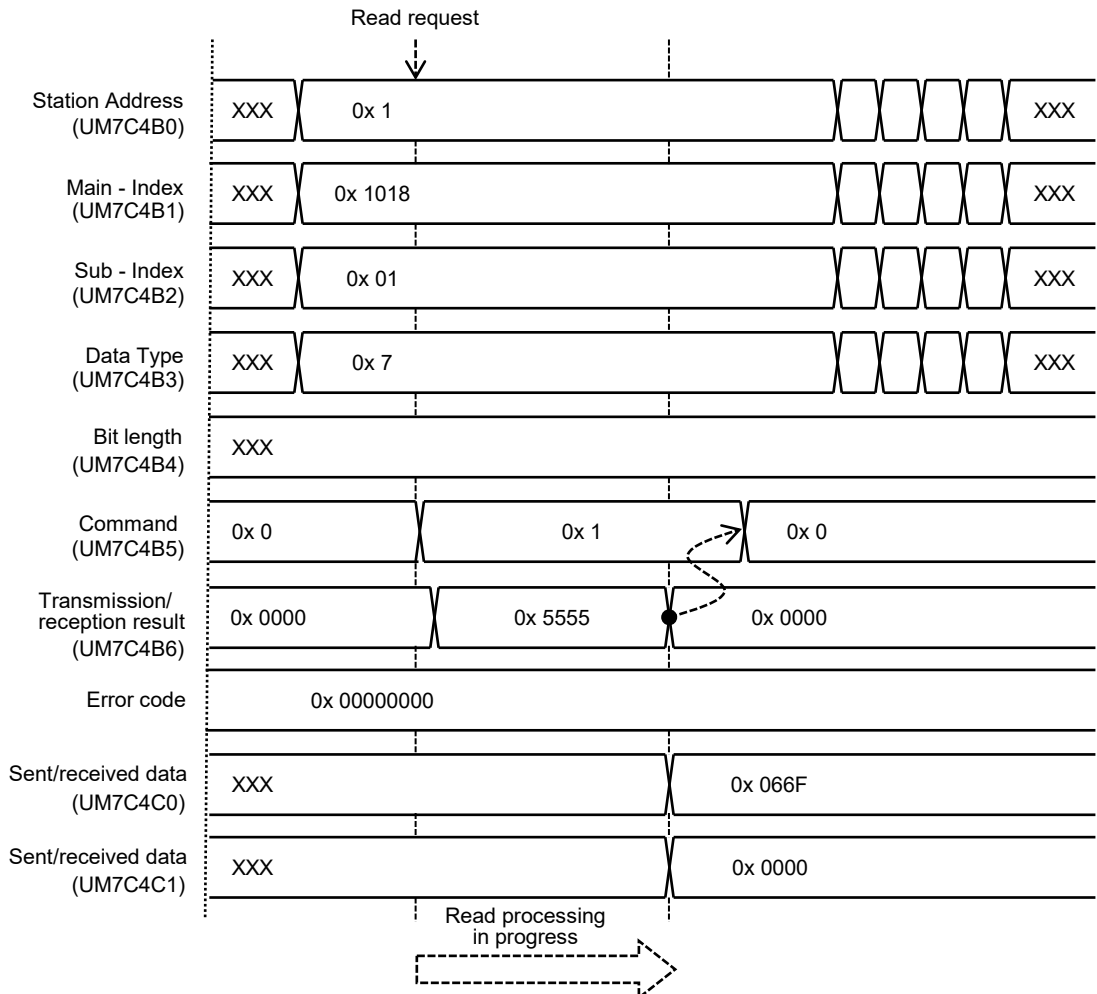 Read request
Station Address
(UM7C4B0)
XXX
0x 1
XXX
Main - Index
(UM7C4B1)
XXX
0x 1018
XXX
Sub - Index
(UM7C4B2)
XXX
0x 01
XXX
Data Type
(UM7C4B3)
XXX
0x 7
XXX
Bit length
(UM7C4B4)
XXX
Command
(UM7C4B5)
0x 0
0x 1
0x 0
Transmission/
reception result
(UM7C4B6)
0x 0000
0x 5555
0x 0000
Error code
0x 00000000
Sent/received data
(UM7C4C0)
XXX
0x 066F
Sent/received data
(UM7C4C1)
XXX
0x 0000
Read processing
in progress